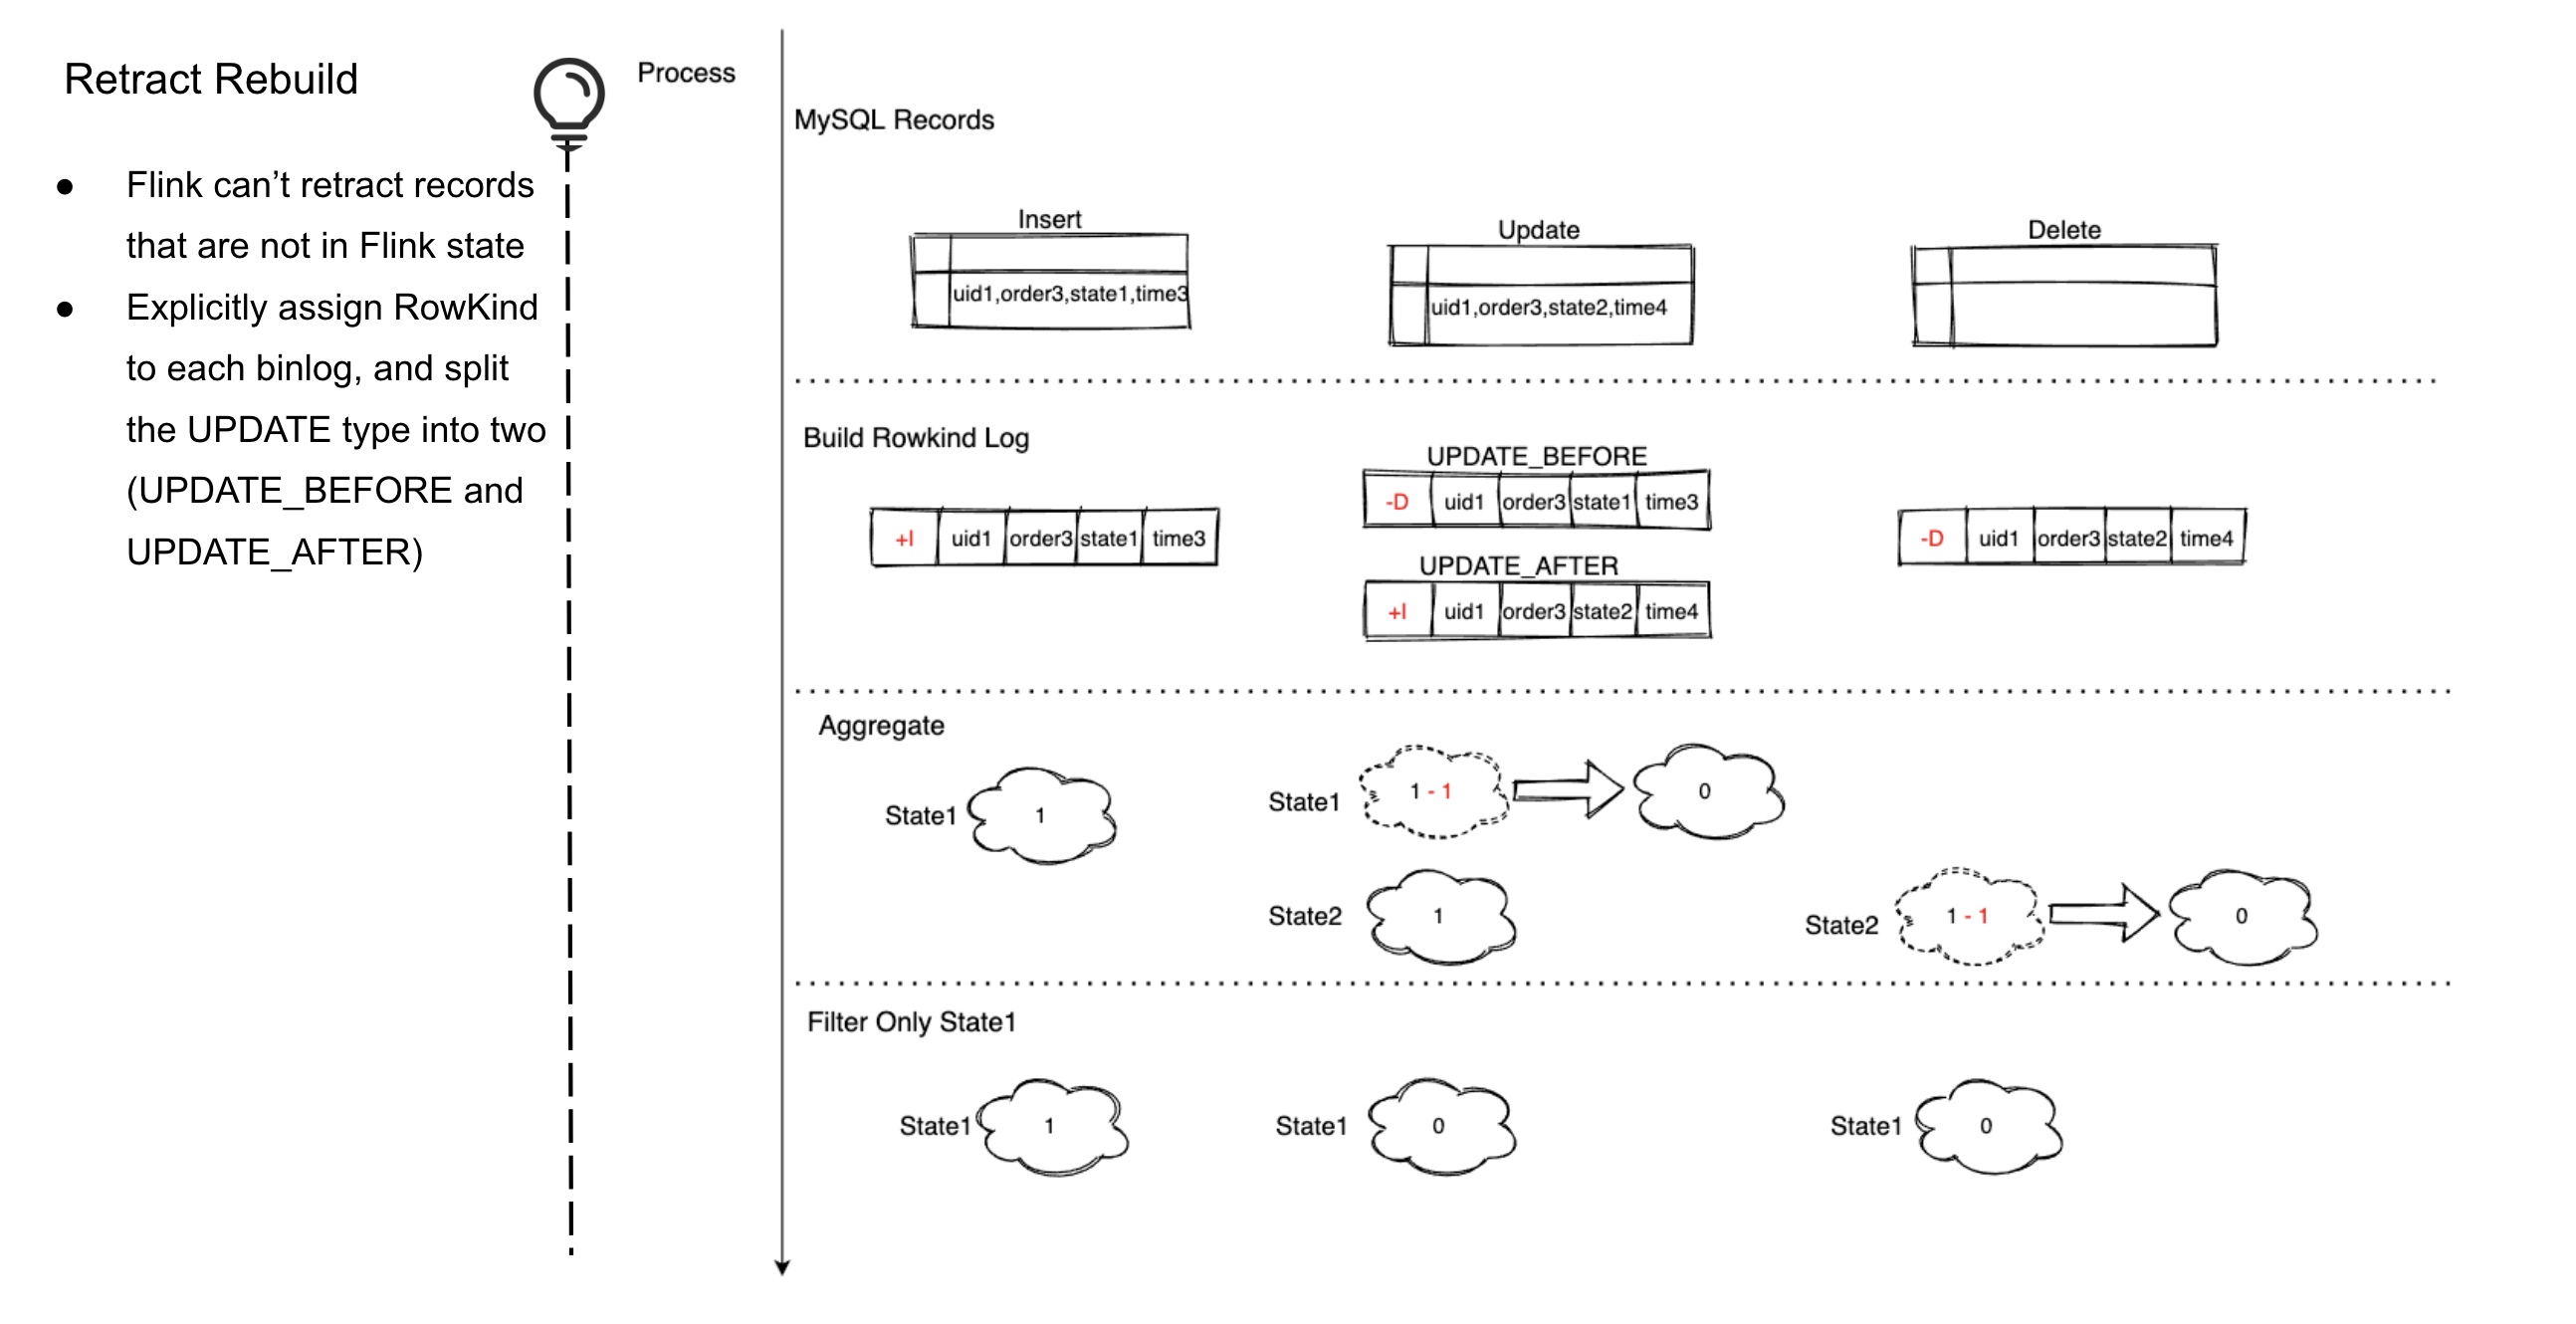 Retract Rebuild
● Flink can’t retract records
that are not in Flink state
● Explicitly assign RowKind
to each binlog, and split
the UPDATE type into two
(UPDATE_BEFORE and
UPDATE_AFTER)
Process
MySQL Records
Insert
uid1,order3,state1,time3
Update
uid1,order3,state2,time4
Delete
Build Rowkind Log
+I uid1 order3 state1 time3
UPDATE_BEFORE
-D uid1 order3 state1 time3
UPDATE_AFTER
+I uid1 order3 state2 time4
-D uid1 order3 state2 time4
Aggregate
State1 1
State1 1 - 1 0
State2 1
State2 1 - 1 0
Filter Only State1
State1 1
State1 0
State1 0